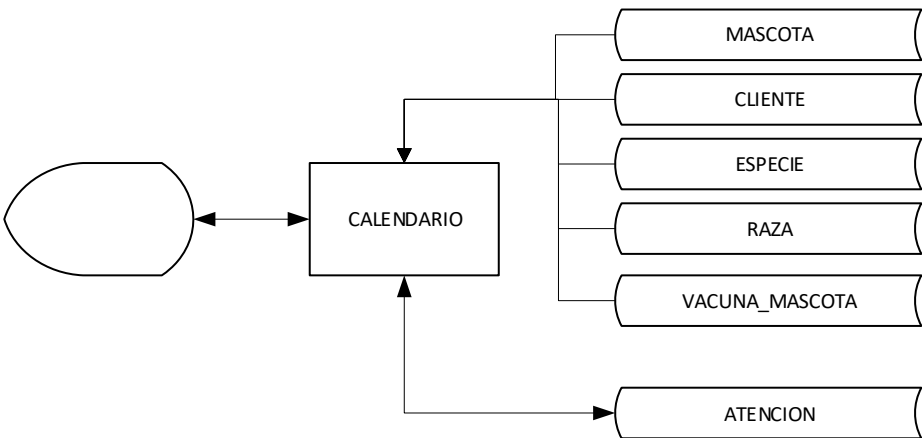 MASCOTA
CLIENTE
ESPECIE
CALENDARIO
RAZA
VACUNA_MASCOTA
ATENCION